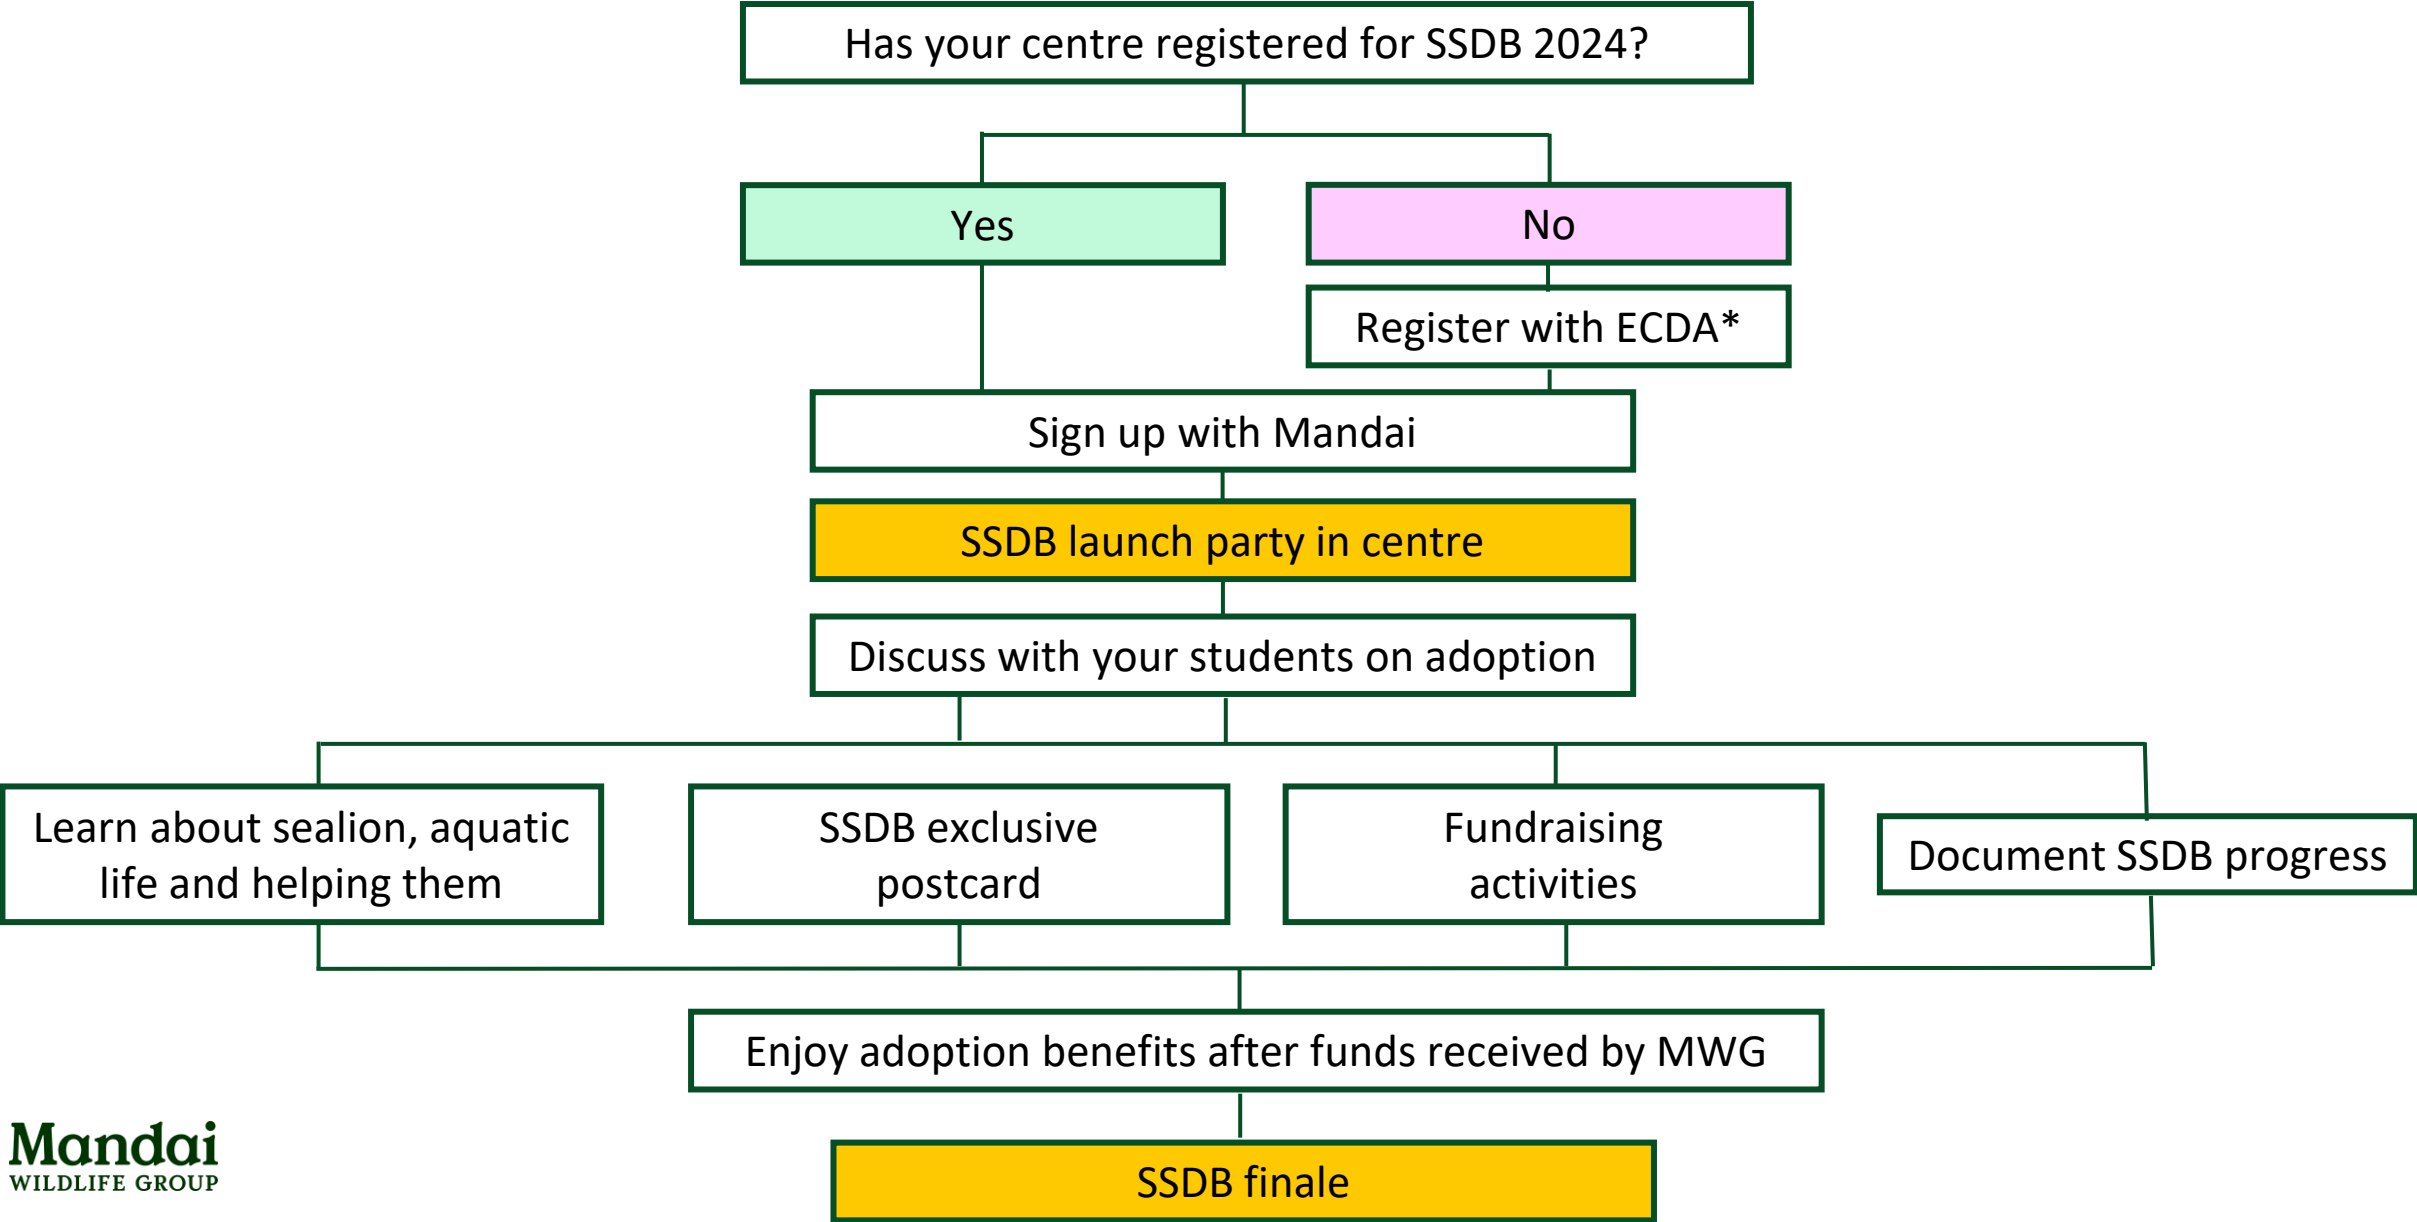 Has your centre registered for SSDB 2024?
Yes
No
Register with ECDA*
Sign up with Mandai
SSDB launch party in centre
Discuss with your students on adoption
Learn about sealion, aquatic
life and helping them
SSDB exclusive
postcard
Fundraising
activities
Document SSDB progress
Enjoy adoption benefits after funds received by MWG
SSDB finale
Mandai
WILDLIFE GROUP